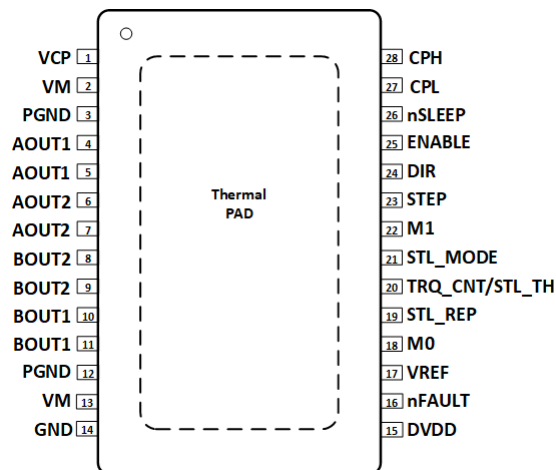 VCP 1 28 CPH
VM 2 27 CPL
PGND 3 26 nSLEEP
AOUT1 4 25 ENABLE
AOUT1 5 24 DIR
AOUT2 6 23 STEP
AOUT2 7 22 M1
BOUT2 8 21 STL_MODE
BOUT2 9 20 TRQ_CNT/STL_TH
BOUT1 10 19 STL_REP
BOUT1 11 18 M0
PGND 12 17 VREF
VM 13 16 nFAULT
GND 14 15 DVDD
Thermal
PAD